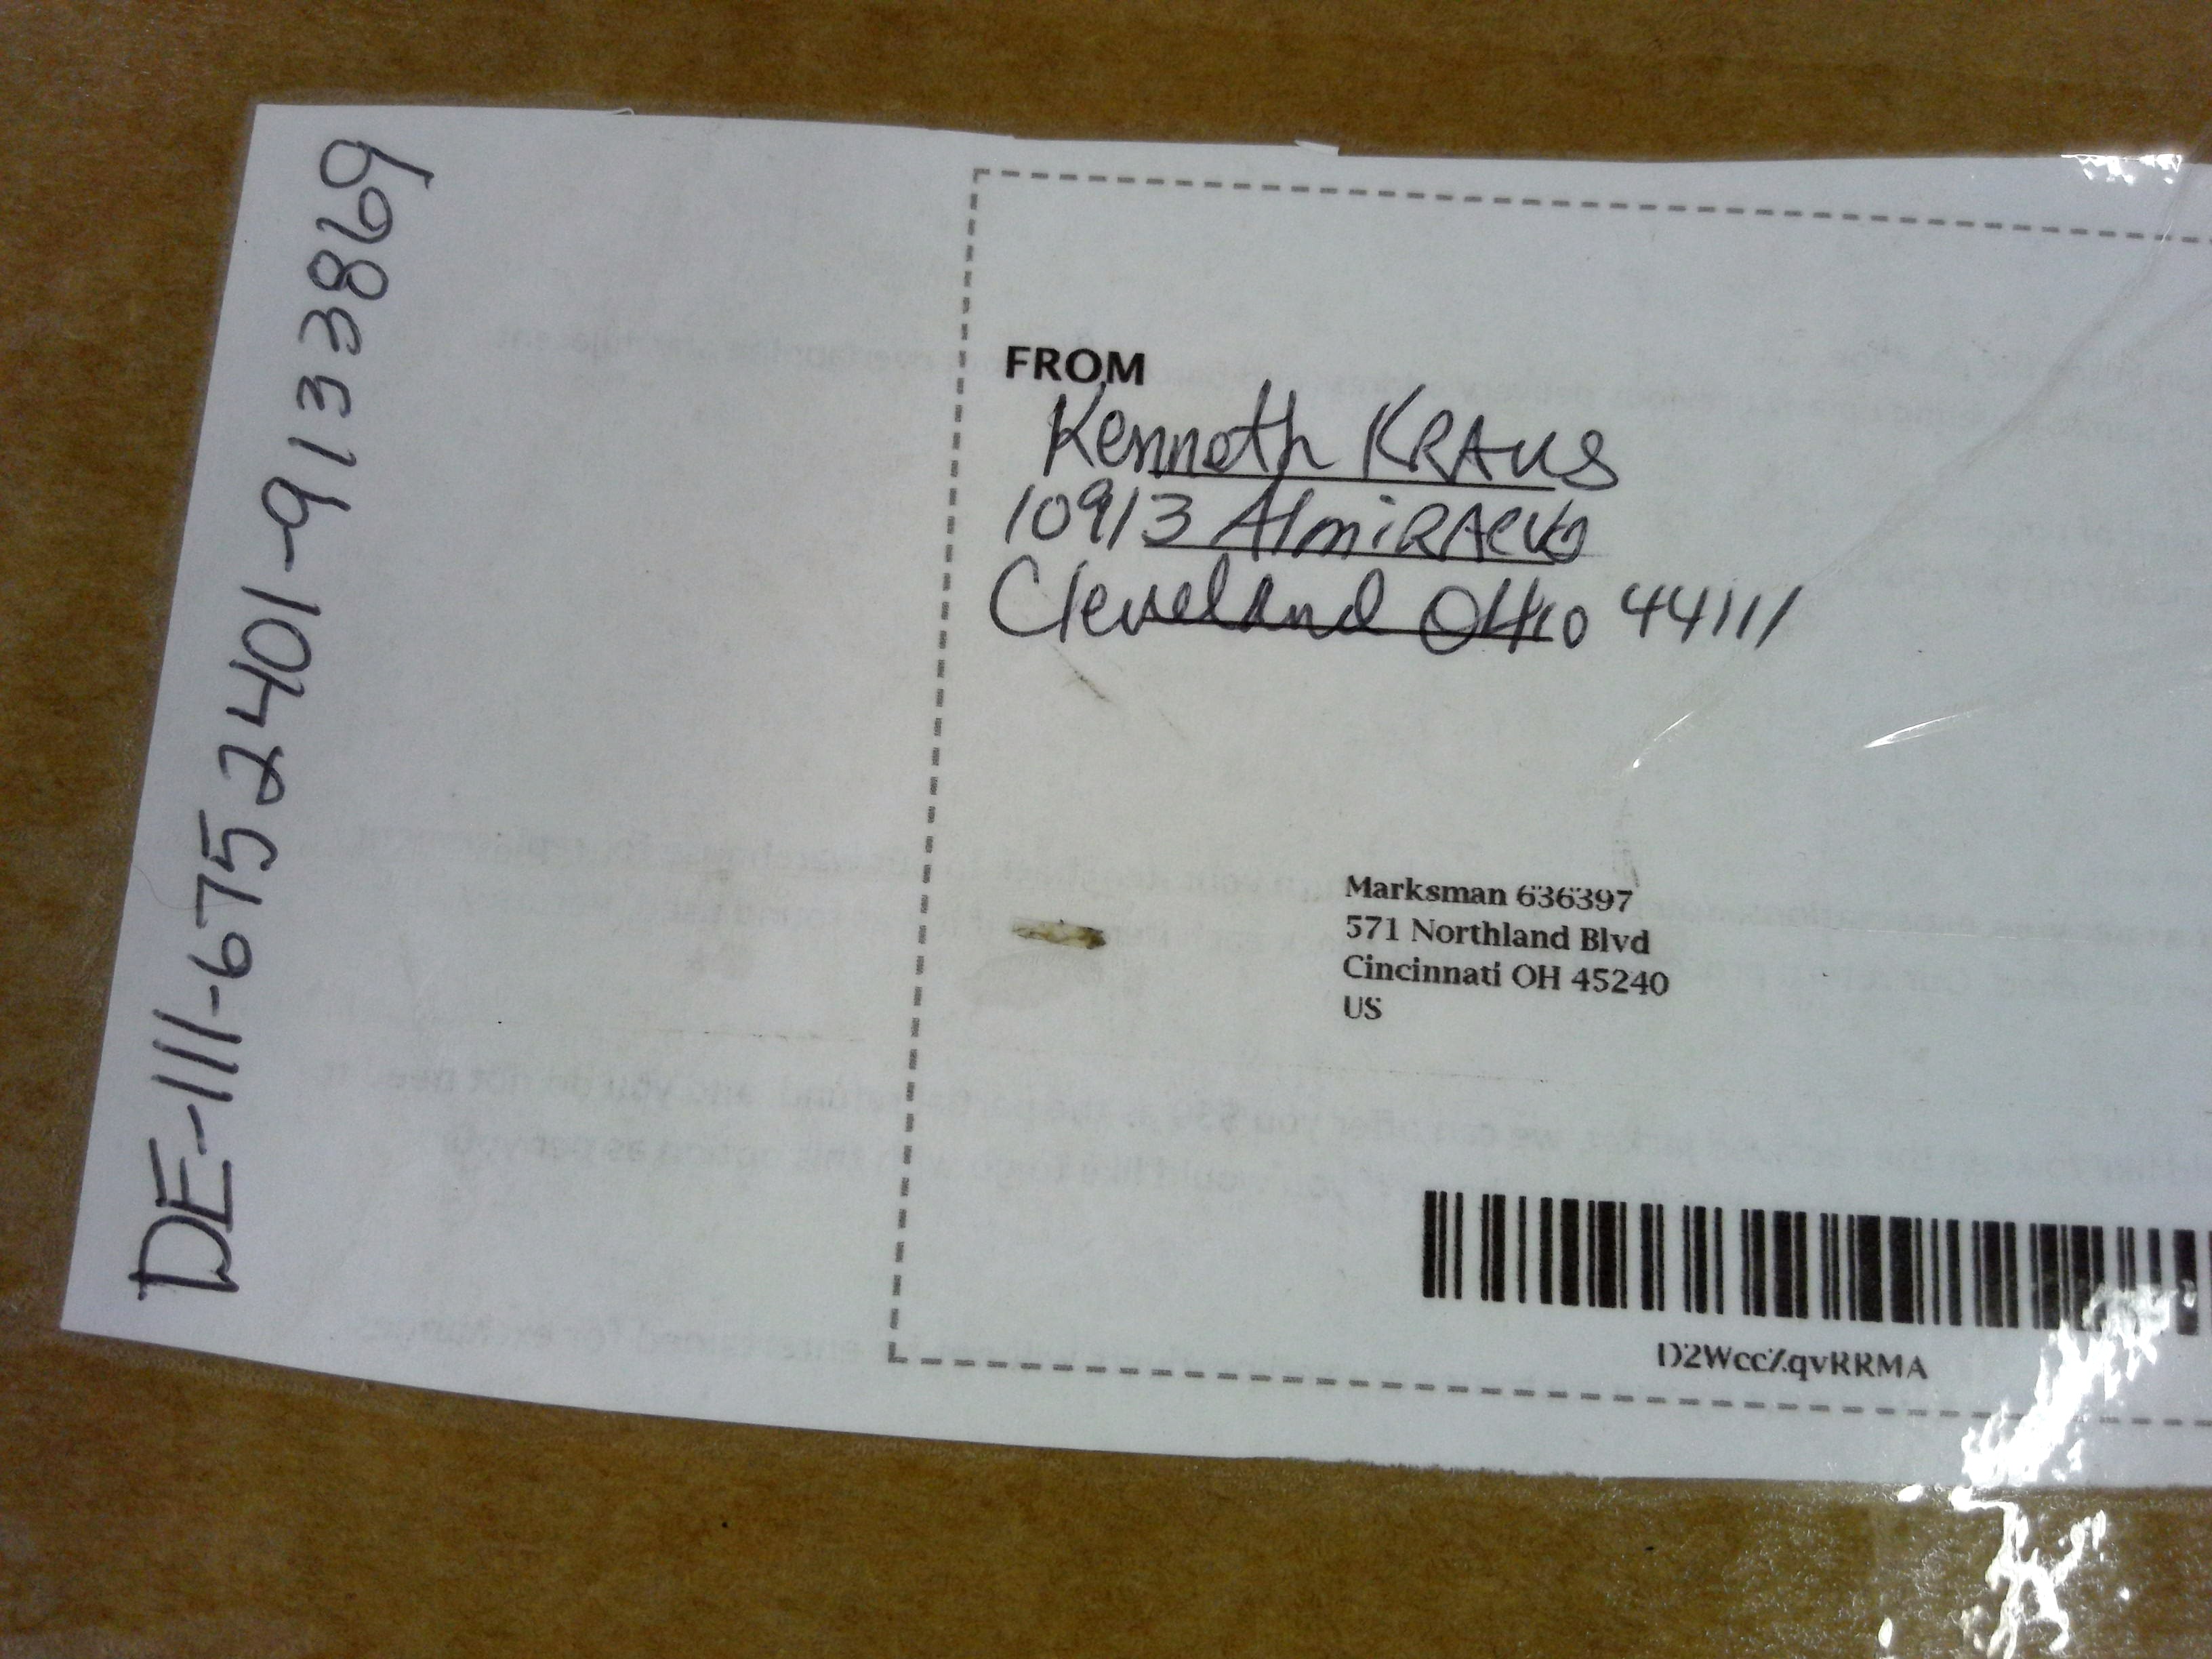 DE-111-6752401-9133869
FROM
Kenneth KRAUS
10913 AlmiRA
Cleveland OHIO 44111
Marksman 636397
571 Northland Blvd
Cincinnati OH 45240
US
D2WccZqvRRMA